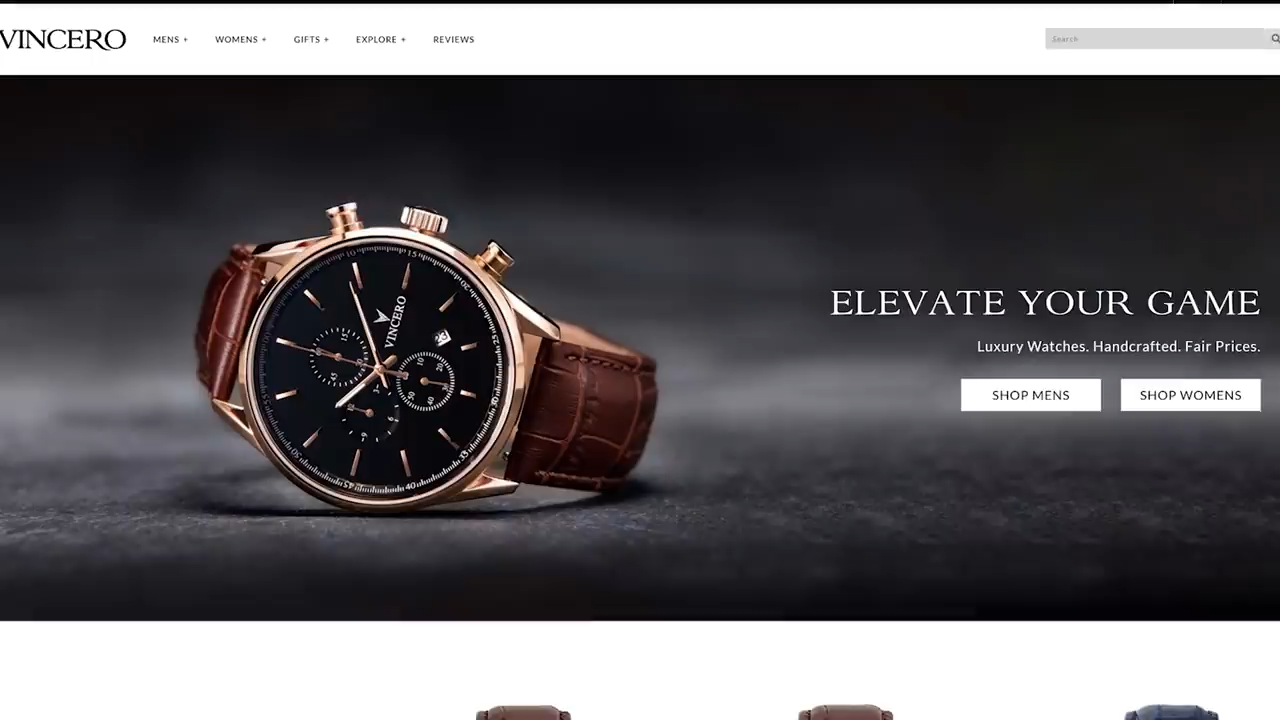 VINCERO
MENS +
WOMENS +
GIFTS +
EXPLORE +
REVIEWS
Search
VINCERO
23
ELEVATE YOUR GAME
Luxury Watches. Handcrafted. Fair Prices.
SHOP MENS
SHOP WOMENS